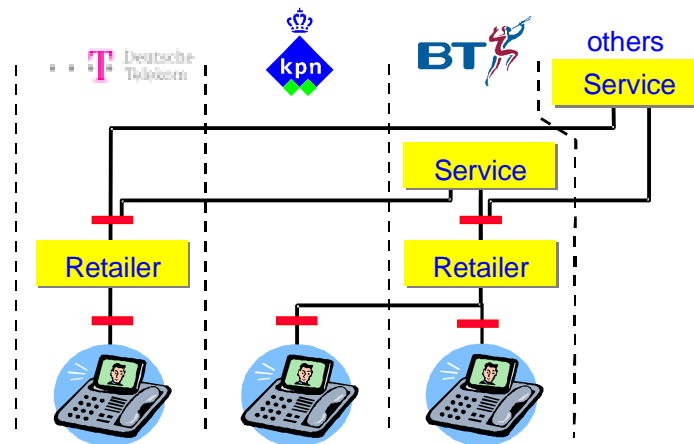 T Deutsche
Telekom
kpn
BT
others
Service
Service
Retailer
Retailer